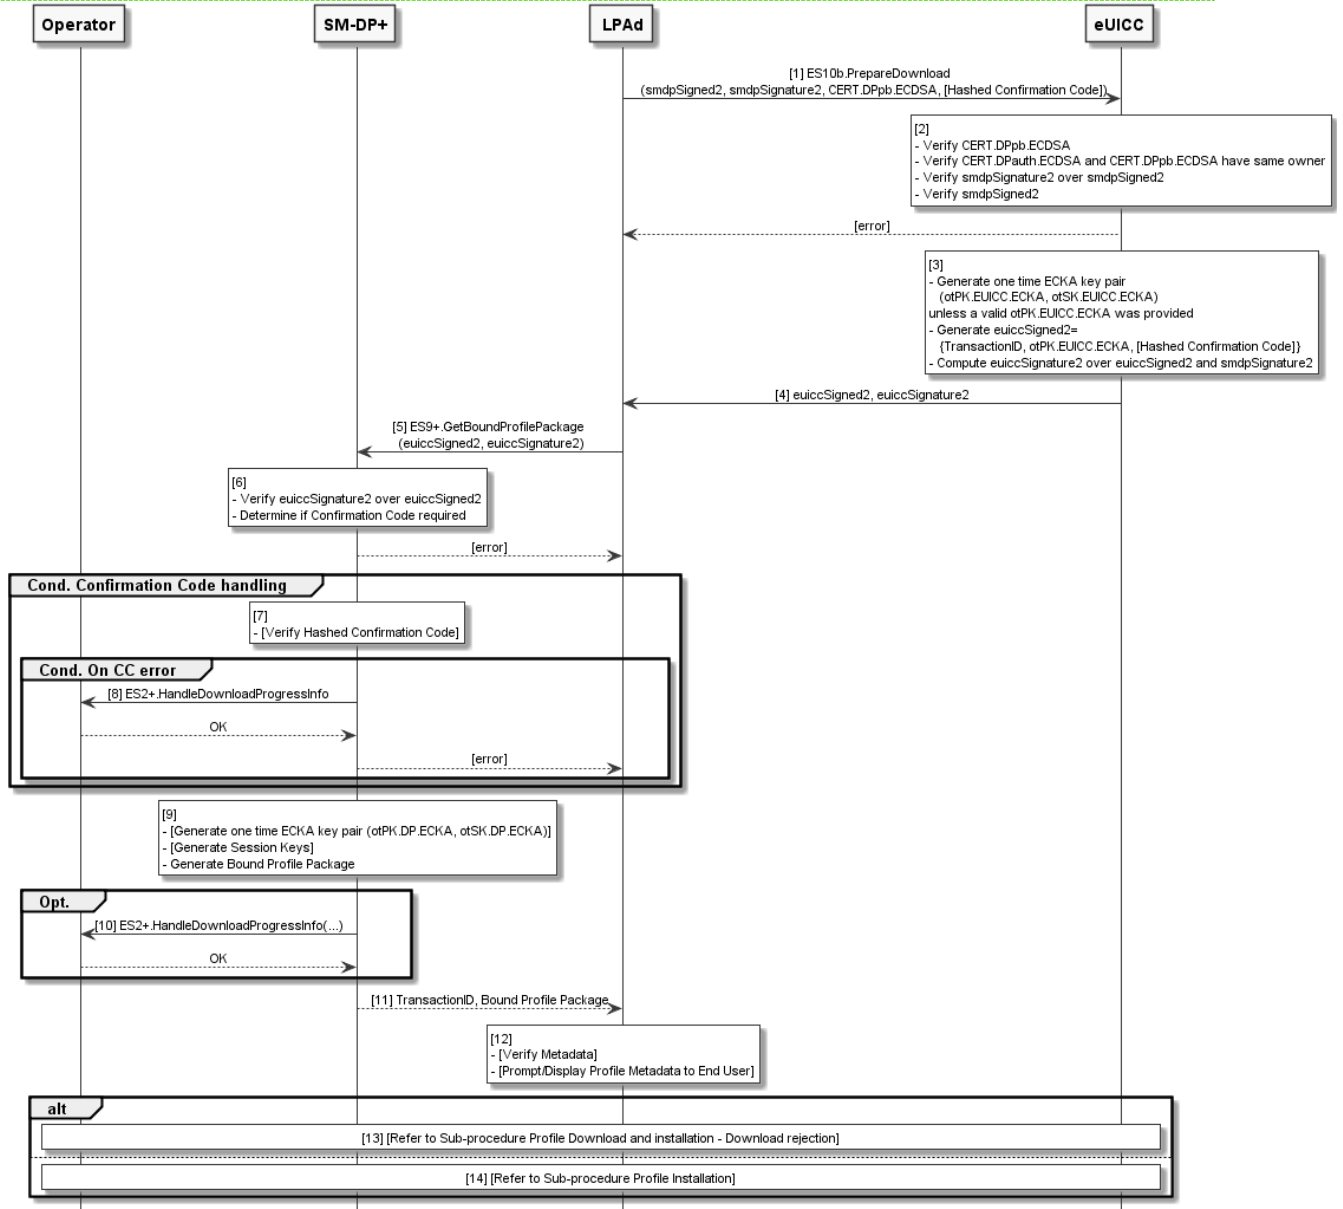 Operator
SM-DP+
LPAd
eUICC
[1] ES10b.PrepareDownload
(smdpSigned2, smdpSignature2, CERT.DPpb.ECDSA, [Hashed Confirmation Code])
[2]
- Verify CERT.DPpb.ECDSA
- Verify CERT.DPauth.ECDSA and CERT.DPpb.ECDSA have same owner
- Verify smdpSignature2 over smdpSigned2
- Verify smdpSigned2
[error]
[3]
- Generate one time ECKA key pair
(otPK.EUICC.ECKA, otSK.EUICC.ECKA)
unless a valid otPK.EUICC.ECKA was provided
- Generate euiccSigned2=
{TransactionID, otPK.EUICC.ECKA, [Hashed Confirmation Code]}
- Compute euiccSignature2 over euiccSigned2 and smdpSignature2
[4] euiccSigned2, euiccSignature2
[5] ES9+.GetBoundProfilePackage
(euiccSigned2, euiccSignature2)
[6]
- Verify euiccSignature2 over euiccSigned2
- Determine if Confirmation Code required
[error]
Cond. Confirmation Code handling
[7]
- [Verify Hashed Confirmation Code]
Cond. On CC error
[8] ES2+.HandleDownloadProgressInfo
OK
[error]
[9]
- [Generate one time ECKA key pair (otPK.DP.ECKA, otSK.DP.ECKA)]
- [Generate Session Keys]
- Generate Bound Profile Package
Opt.
[10] ES2+.HandleDownloadProgressInfo(...)
OK
[11] TransactionID, Bound Profile Package
[12]
- [Verify Metadata]
- [Prompt/Display Profile Metadata to End User]
alt
[13] [Refer to Sub-procedure Profile Download and installation - Download rejection]
[14] [Refer to Sub-procedure Profile Installation]